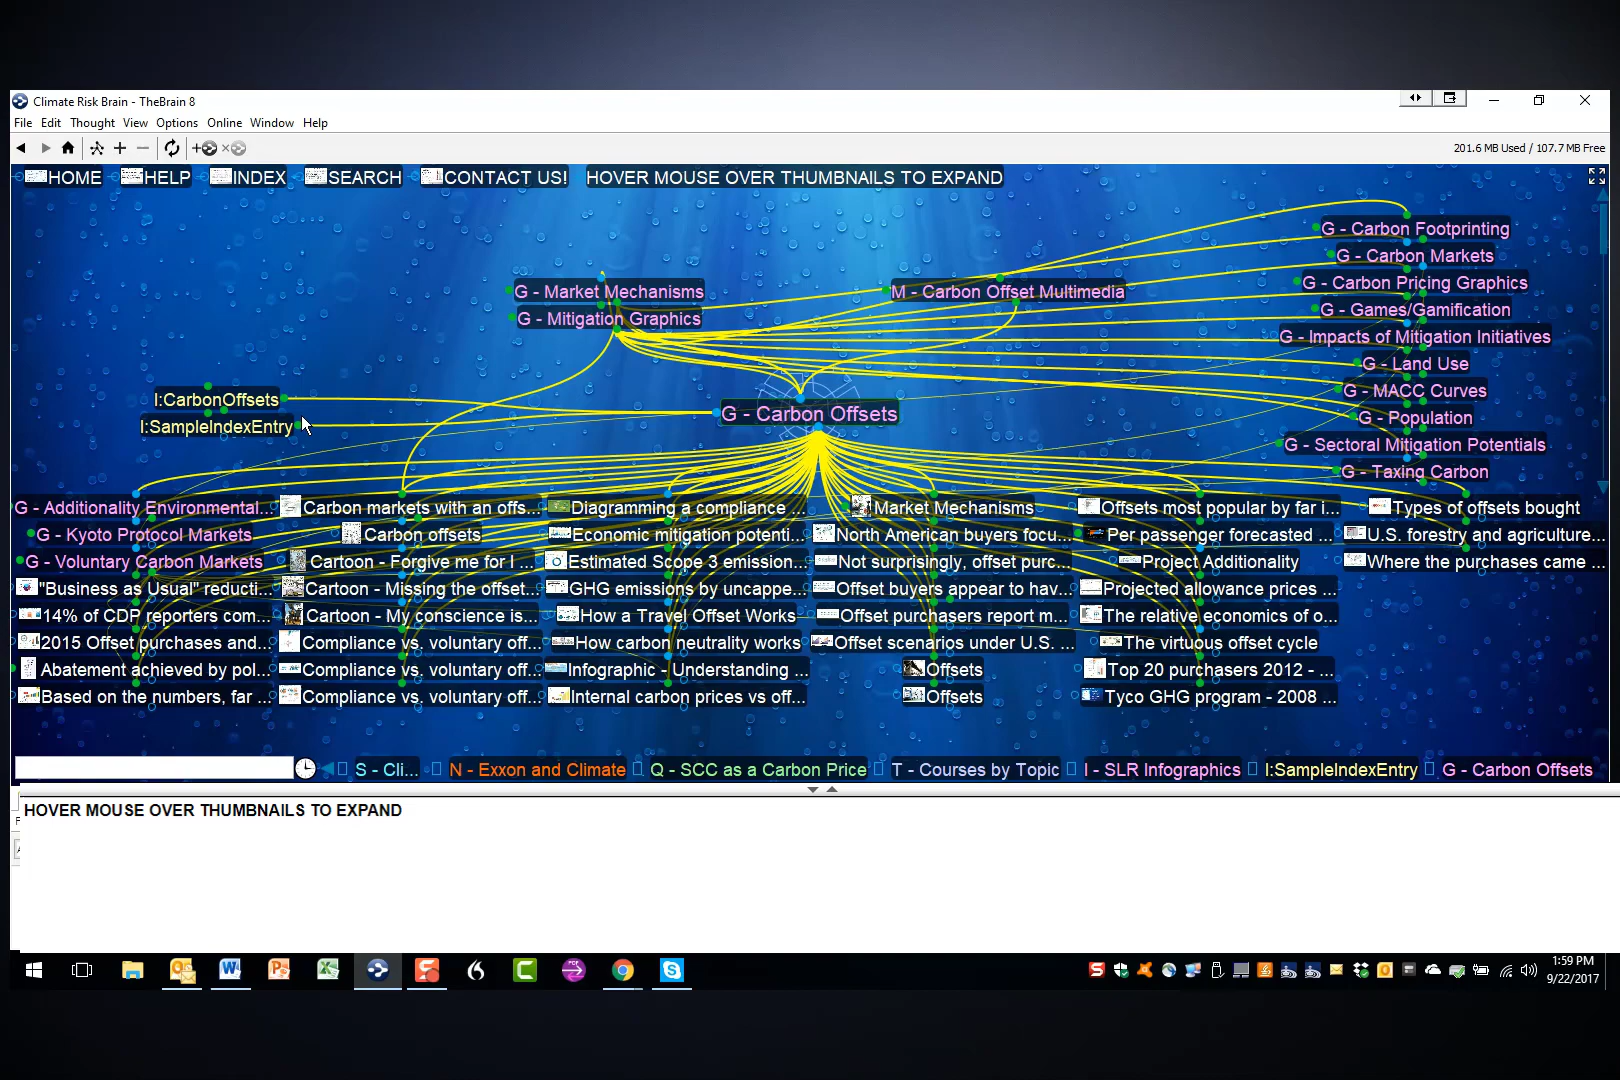 Climate Risk Brain - TheBrain 8
File Edit Thought View Options Online Window Help
201.6 MB Used / 107.7 MB Free
HOME HELP INDEX SEARCH CONTACT US! HOVER MOUSE OVER THUMBNAILS TO EXPAND
G - Carbon Footprinting
G - Carbon Markets
G - Carbon Pricing Graphics
G - Games/Gamification
G - Impacts of Mitigation Initiatives
G - Land Use
G - MACC Curves
G - Population
G - Sectoral Mitigation Potentials
G - Taxing Carbon
G - Market Mechanisms
G - Mitigation Graphics
M - Carbon Offset Multimedia
I:CarbonOffsets
I:SampleIndexEntry
G - Carbon Offsets
G - Additionality Environmental...
G - Kyoto Protocol Markets
G - Voluntary Carbon Markets
"Business as Usual" reducti...
14% of CDP reporters com...
2015 Offset purchases and...
Abatement achieved by pol...
Based on the numbers, far ...
Carbon markets with an offs...
Carbon offsets
Cartoon - Forgive me for I ...
Cartoon - Missing the offset...
Cartoon - My conscience is...
Compliance vs. voluntary off...
Compliance vs. voluntary off...
Compliance vs. voluntary off...
Diagramming a compliance ...
Economic mitigation potenti...
Estimated Scope 3 emission...
GHG emissions by uncappe...
How a Travel Offset Works
How carbon neutrality works
Infographic - Understanding ...
Internal carbon prices vs off...
Market Mechanisms
North American buyers focu...
Not surprisingly, offset purc...
Offset buyers appear to hav...
Offset purchasers report m...
Offset scenarios under U.S. ...
Offsets
Offsets
Offsets most popular by far i...
Per passenger forecasted ...
Project Additionality
Projected allowance prices ...
The relative economics of o...
The virtuous offset cycle
Top 20 purchasers 2012 - ...
Tyco GHG program - 2008 ...
Types of offsets bought
U.S. forestry and agriculture...
Where the purchases came ...
S - Cli... N - Exxon and Climate Q - SCC as a Carbon Price T - Courses by Topic I - SLR Infographics I:SampleIndexEntry G - Carbon Offsets
HOVER MOUSE OVER THUMBNAILS TO EXPAND
1:59 PM
9/22/2017